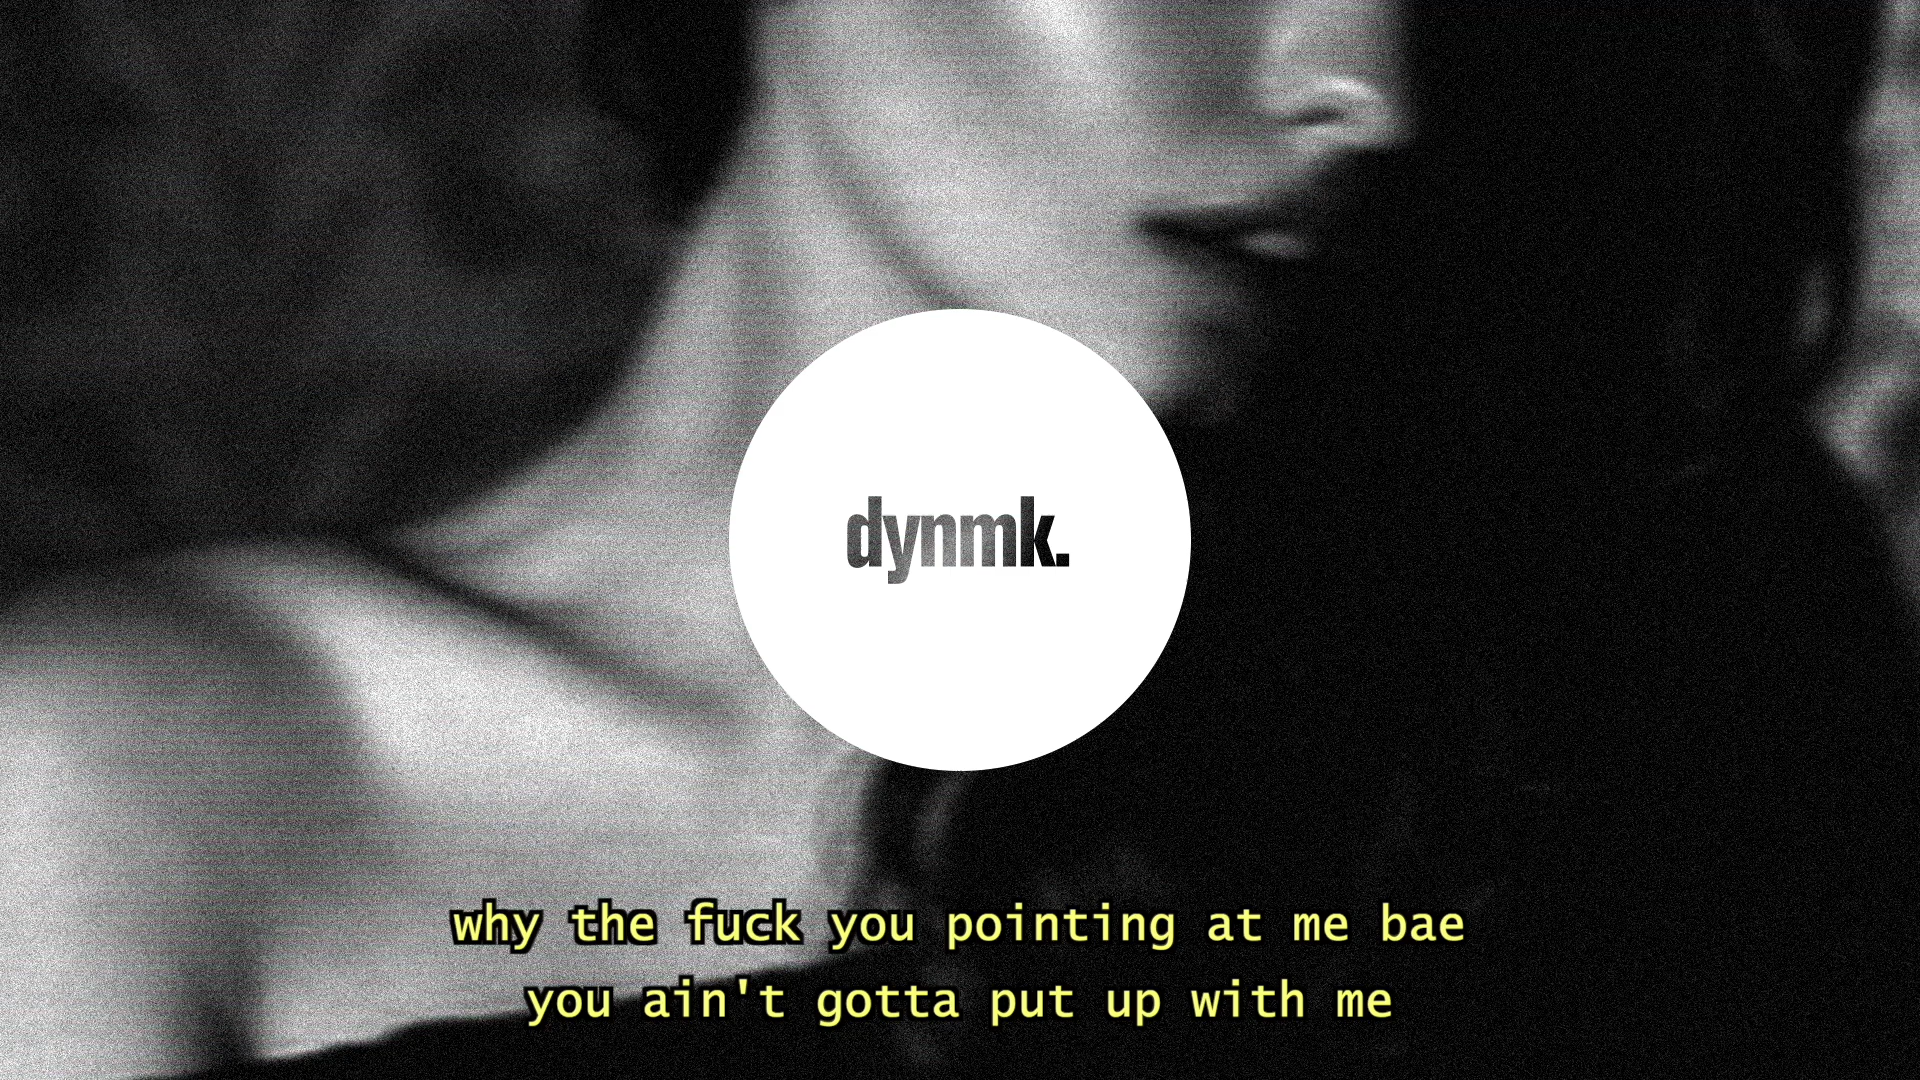 dynmk.
why the fuck you pointing at me bae
you ain't gotta put up with me